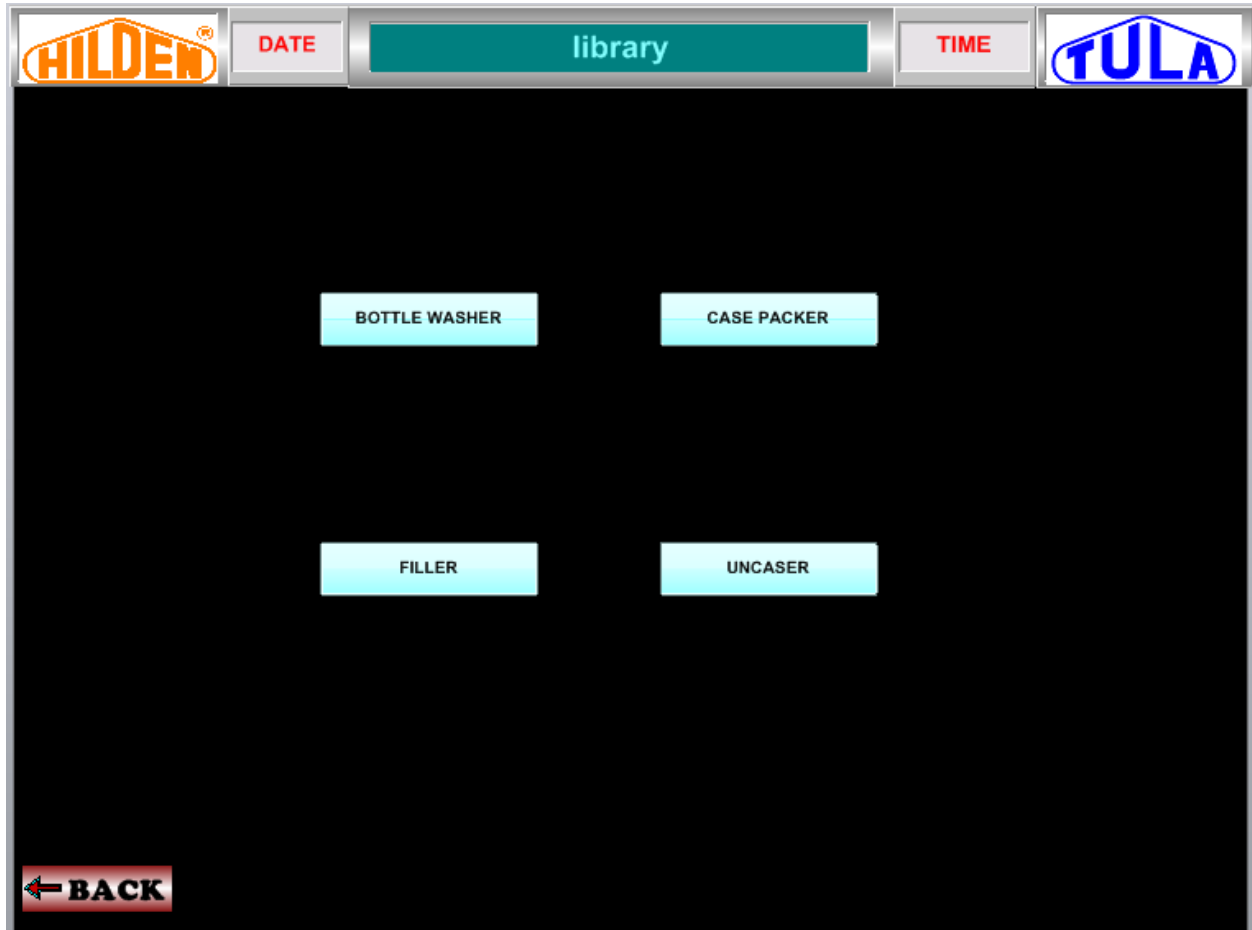 HILDEN®
DATE
library
TIME
TULA
BOTTLE WASHER
CASE PACKER
FILLER
UNCASER
BACK